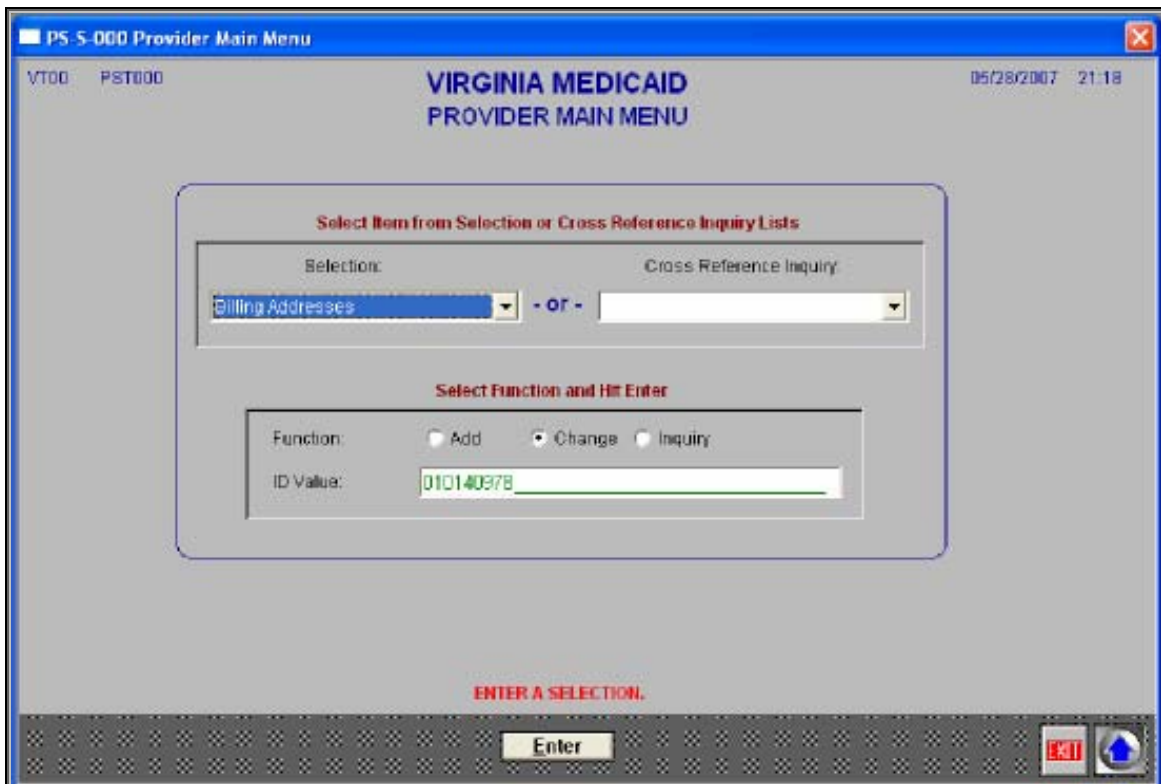 PS-S-000 Provider Main Menu
VT00 PST000 VIRGINIA MEDICAID 05/28/2007 21:18
PROVIDER MAIN MENU
Select Item from Selection or Cross Reference Inquiry Lists
Selection: Cross Reference Inquiry:
Billing Addresses - or -
Select Function and Hit Enter
Function: Add Change Inquiry
ID Value: 010140978
ENTER A SELECTION.
Enter EXIT